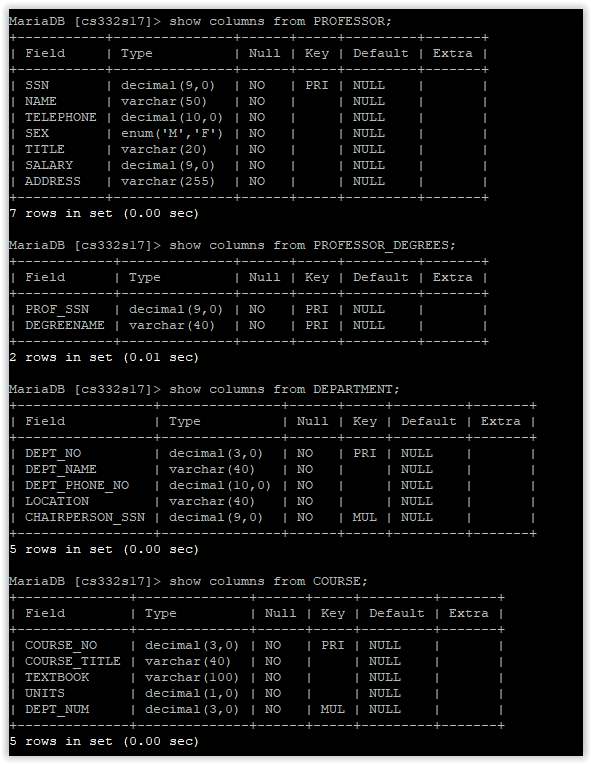 MariaDB [cs332s17]> show columns from PROFESSOR;
+-----------+---------------+------+-----+---------+-------+
| Field     | Type          | Null | Key | Default | Extra |
+-----------+---------------+------+-----+---------+-------+
| SSN       | decimal(9,0)  | NO   | PRI | NULL    |       |
| NAME      | varchar(50)   | NO   |     | NULL    |       |
| TELEPHONE | decimal(10,0) | NO   |     | NULL    |       |
| SEX       | enum('M','F') | NO   |     | NULL    |       |
| TITLE     | varchar(20)   | NO   |     | NULL    |       |
| SALARY    | decimal(9,0)  | NO   |     | NULL    |       |
| ADDRESS   | varchar(255)  | NO   |     | NULL    |       |
+-----------+---------------+------+-----+---------+-------+
7 rows in set (0.00 sec)

MariaDB [cs332s17]> show columns from PROFESSOR_DEGREES;
+------------+--------------+------+-----+---------+-------+
| Field      | Type         | Null | Key | Default | Extra |
+------------+--------------+------+-----+---------+-------+
| PROF_SSN   | decimal(9,0) | NO   | PRI | NULL    |       |
| DEGREENAME | varchar(40)  | NO   | PRI | NULL    |       |
+------------+--------------+------+-----+---------+-------+
2 rows in set (0.01 sec)

MariaDB [cs332s17]> show columns from DEPARTMENT;
+-----------------+---------------+------+-----+---------+-------+
| Field           | Type          | Null | Key | Default | Extra |
+-----------------+---------------+------+-----+---------+-------+
| DEPT_NO         | decimal(3,0)  | NO   | PRI | NULL    |       |
| DEPT_NAME       | varchar(40)   | NO   |     | NULL    |       |
| DEPT_PHONE_NO   | decimal(10,0) | NO   |     | NULL    |       |
| LOCATION        | varchar(40)   | NO   |     | NULL    |       |
| CHAIRPERSON_SSN | decimal(9,0)  | NO   | MUL | NULL    |       |
+-----------------+---------------+------+-----+---------+-------+
5 rows in set (0.00 sec)

MariaDB [cs332s17]> show columns from COURSE;
+--------------+--------------+------+-----+---------+-------+
| Field        | Type         | Null | Key | Default | Extra |
+--------------+--------------+------+-----+---------+-------+
| COURSE_NO    | decimal(3,0) | NO   | PRI | NULL    |       |
| COURSE_TITLE | varchar(40)  | NO   |     | NULL    |       |
| TEXTBOOK     | varchar(100) | NO   |     | NULL    |       |
| UNITS        | decimal(1,0) | NO   |     | NULL    |       |
| DEPT_NUM     | decimal(3,0) | NO   | MUL | NULL    |       |
+--------------+--------------+------+-----+---------+-------+
5 rows in set (0.00 sec)